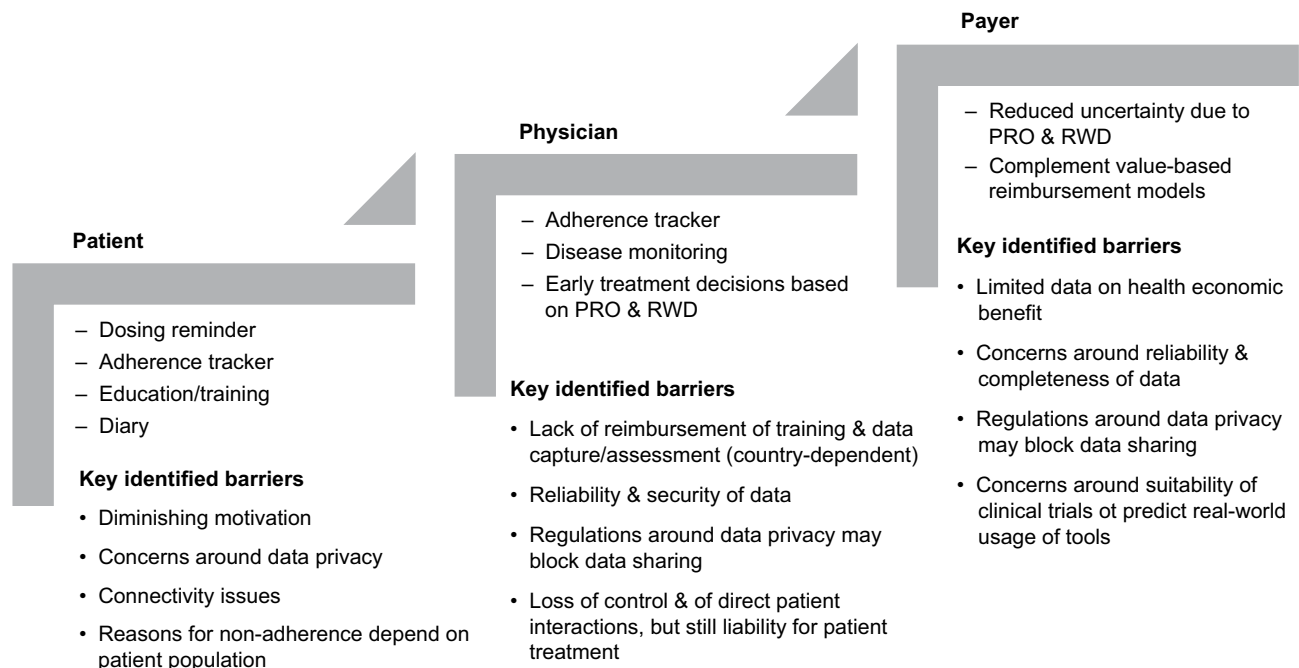 Patient
– Dosing reminder
– Adherence tracker
– Education/training
– Diary
Key identified barriers
• Diminishing motivation
• Concerns around data privacy
• Connectivity issues
• Reasons for non-adherence depend on
patient population
Physician
– Adherence tracker
– Disease monitoring
– Early treatment decisions based
on PRO & RWD
Key identified barriers
• Lack of reimbursement of training & data
capture/assessment (country-dependent)
• Reliability & security of data
• Regulations around data privacy may
block data sharing
• Loss of control & of direct patient
interactions, but still liability for patient
treatment
Payer
– Reduced uncertainty due to
PRO & RWD
– Complement value-based
reimbursement models
Key identified barriers
• Limited data on health economic
benefit
• Concerns around reliability &
completeness of data
• Regulations around data privacy
may block data sharing
• Concerns around suitability of
clinical trials ot predict real-world
usage of tools